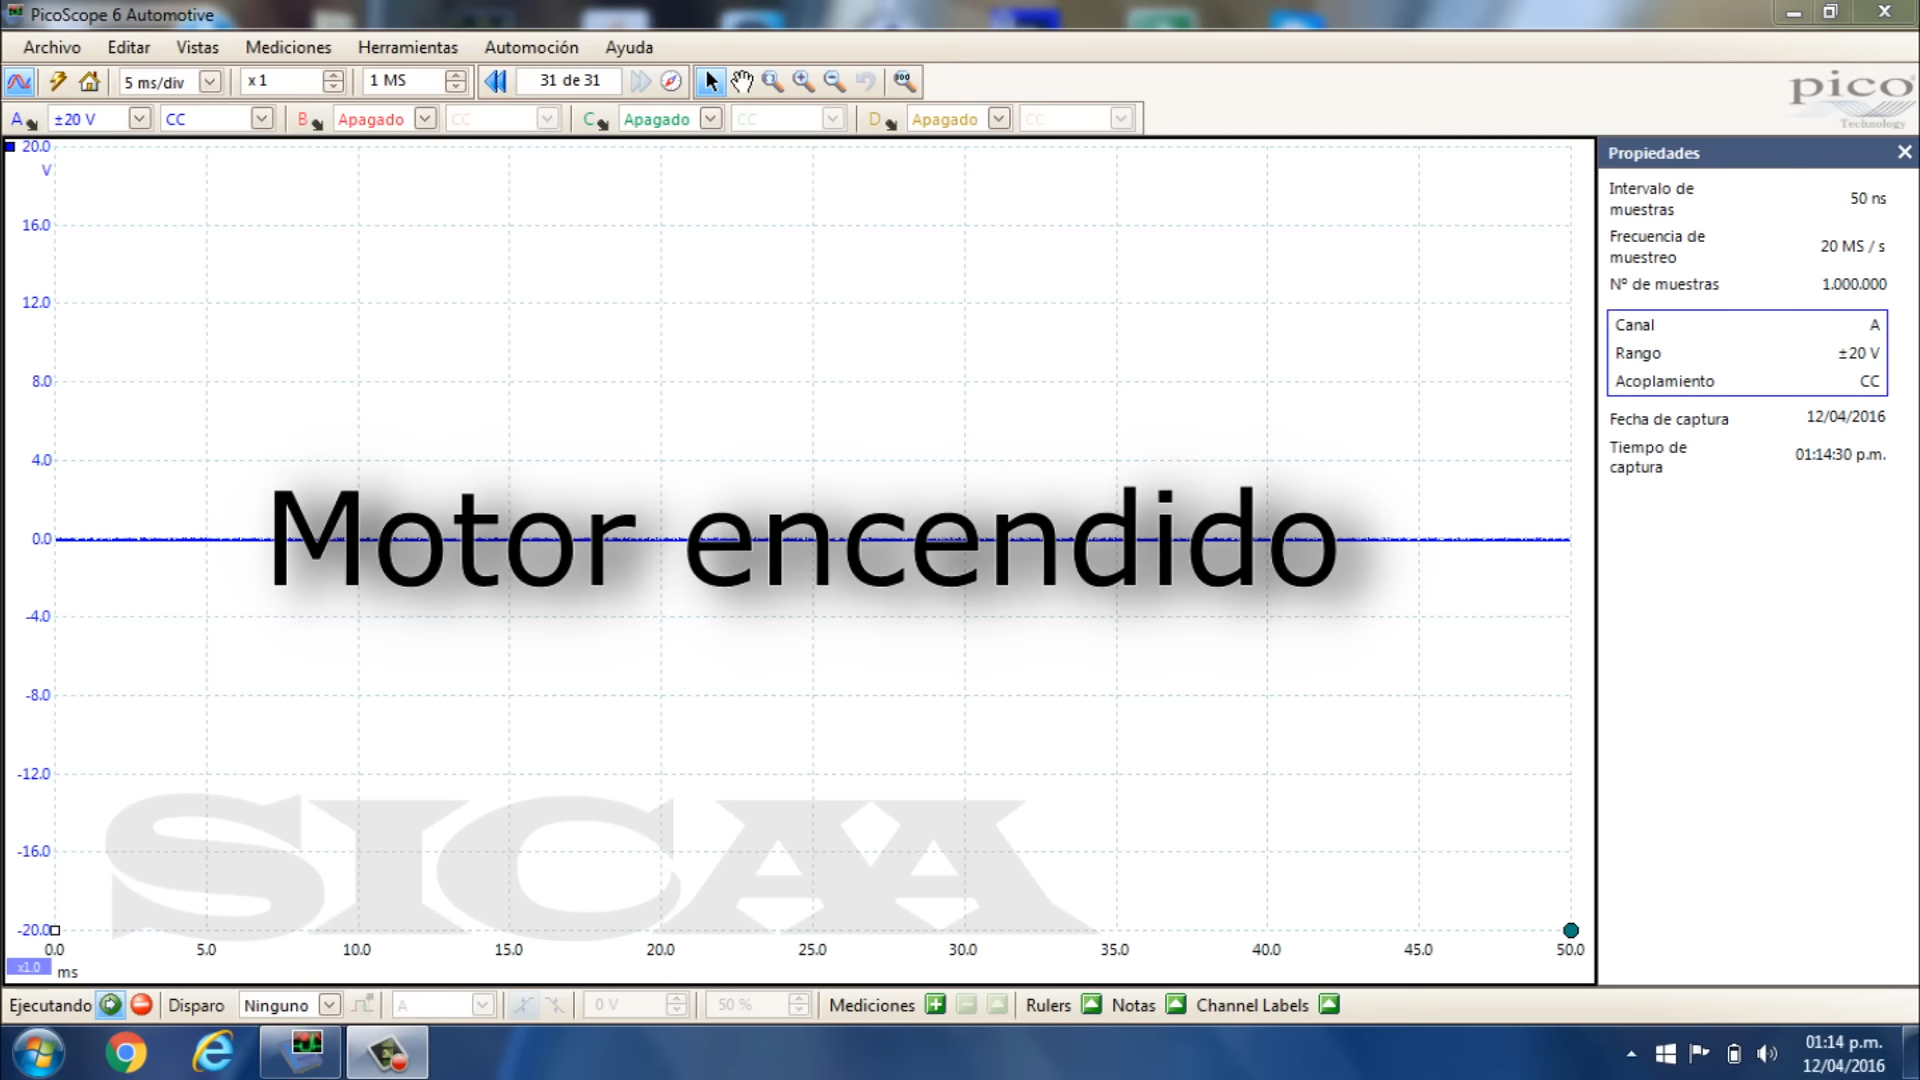 PicoScope 6 Automotive
Archivo Editar Vistas Mediciones Herramientas Automoción Ayuda
5 ms/div x 1 1 MS 31 de 31
A ±20 V CC B Apagado CC C Apagado CC D Apagado CC
pico
Technology
20.0
V
16.0
12.0
8.0
4.0
0.0
-4.0
-8.0
-12.0
-16.0
-20.0
Motor encendido
SICAA
0.0 5.0 10.0 15.0 20.0 25.0 30.0 35.0 40.0 45.0 50.0
x1.0 ms
Propiedades
Intervalo de muestras 50 ns
Frecuencia de muestreo 20 MS / s
Nº de muestras 1.000.000
Canal A
Rango ±20 V
Acoplamiento CC
Fecha de captura 12/04/2016
Tiempo de captura 01:14:30 p.m.
Ejecutando Disparo Ninguno A 0 V 50 % Mediciones Rulers Notas Channel Labels
01:14 p.m.
12/04/2016